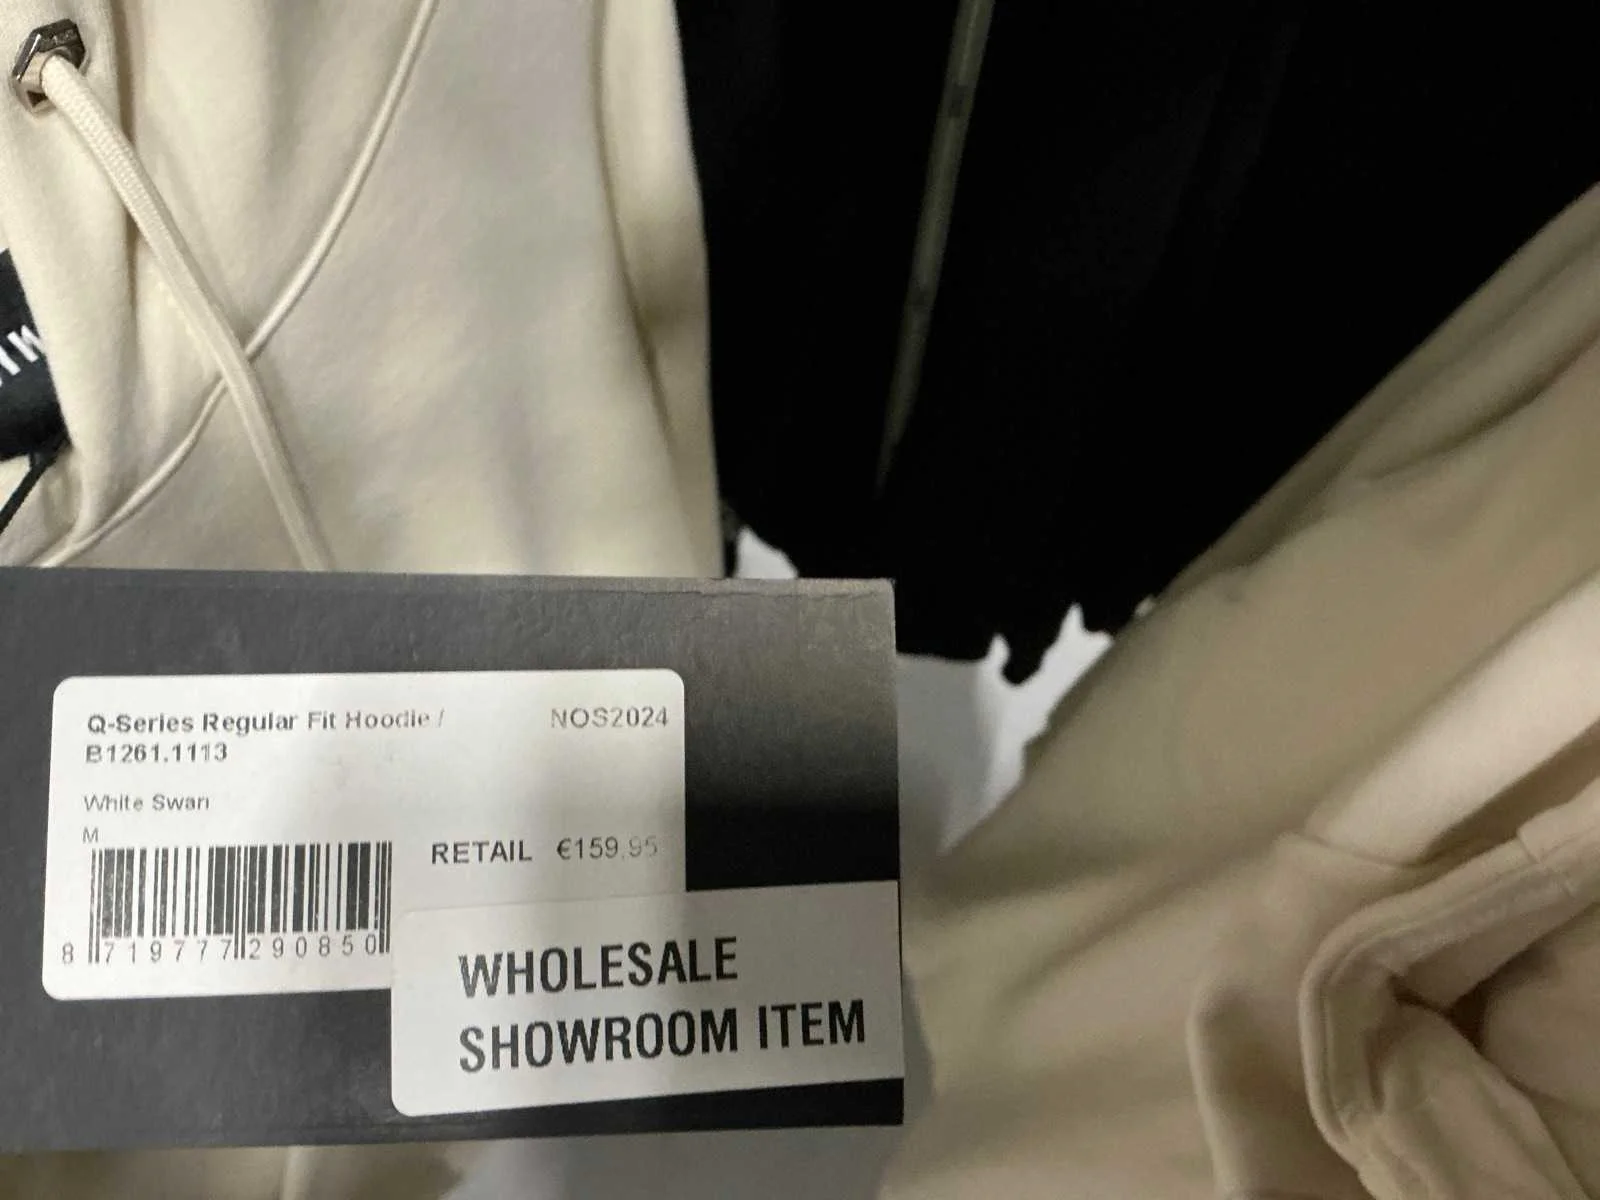 Q-Series Regular Fit Hoodie / NOS2024
B1261.1113
White Swan
M
RETAIL €159,95
8 719777 290850
WHOLESALE
SHOWROOM ITEM